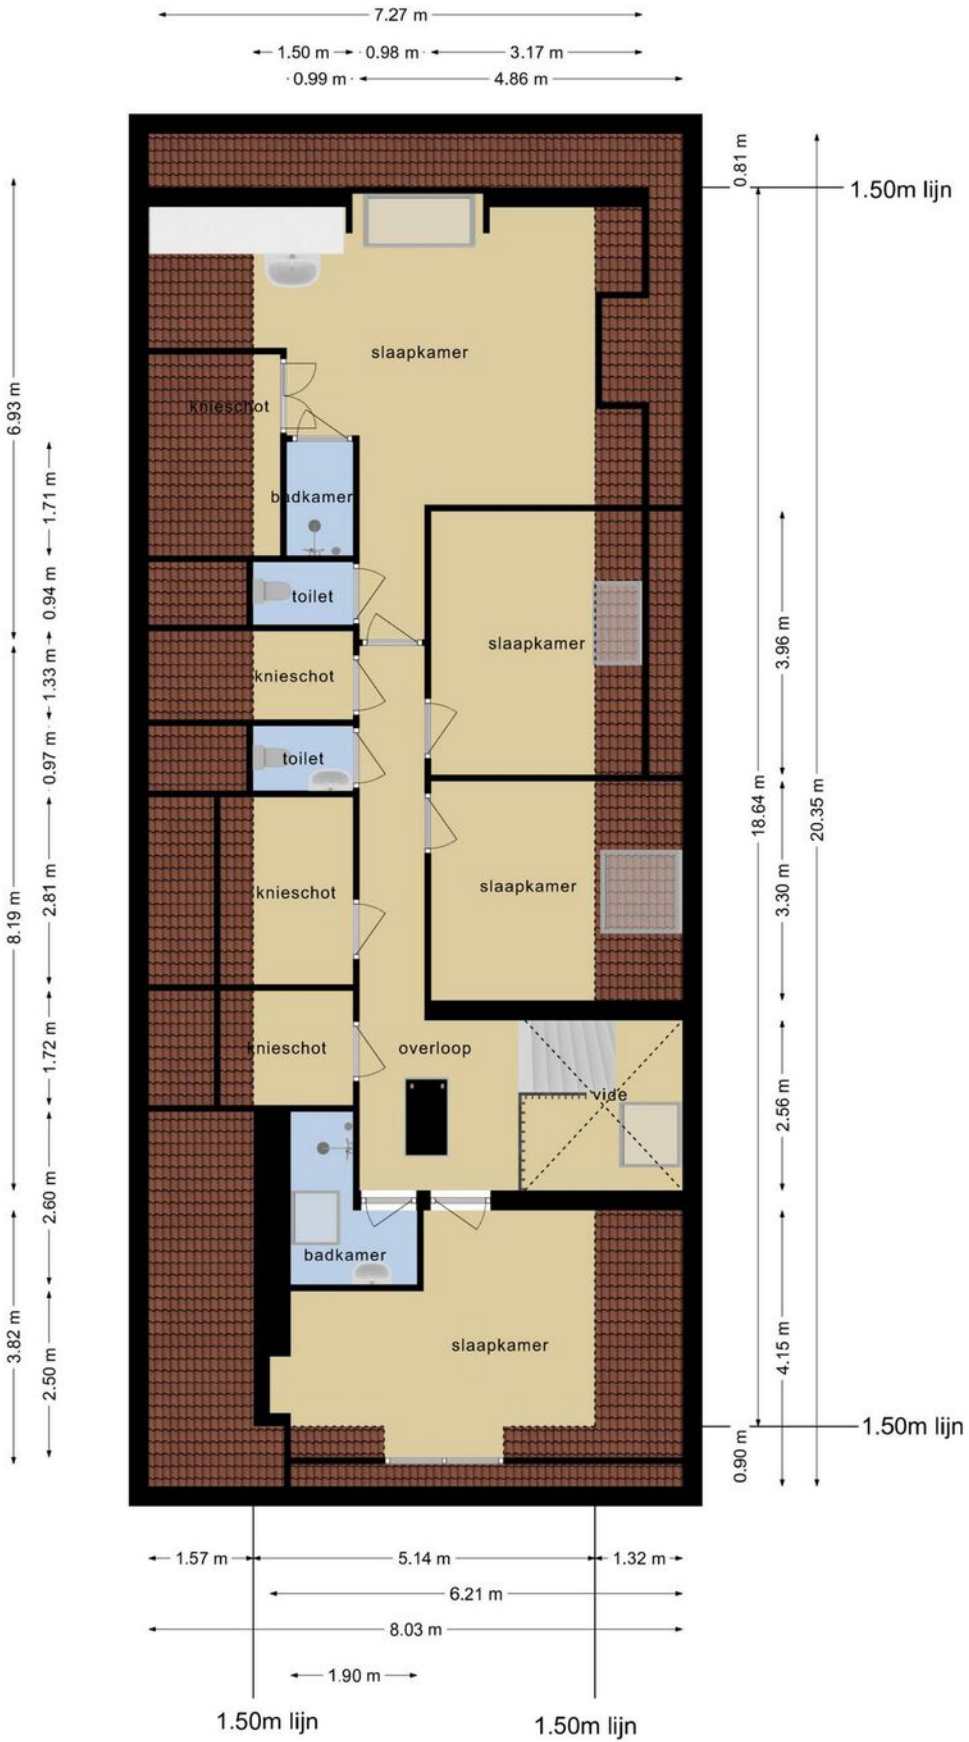 7.27 m
1.50 m
0.98 m
3.17 m
0.99 m
4.86 m
0.81 m
1.50m lijn
6.93 m
slaapkamer
knieschot
1.71 m
badkamer
0.94 m
toilet
3.96 m
slaapkamer
1.33 m
knieschot
0.97 m
toilet
18.64 m
20.35 m
8.19 m
2.81 m
knieschot
slaapkamer
3.30 m
1.72 m
knieschot
overloop
vide
2.56 m
2.60 m
badkamer
3.82 m
2.50 m
slaapkamer
4.15 m
1.50m lijn
0.90 m
1.57 m
5.14 m
1.32 m
6.21 m
8.03 m
1.90 m
1.50m lijn
1.50m lijn